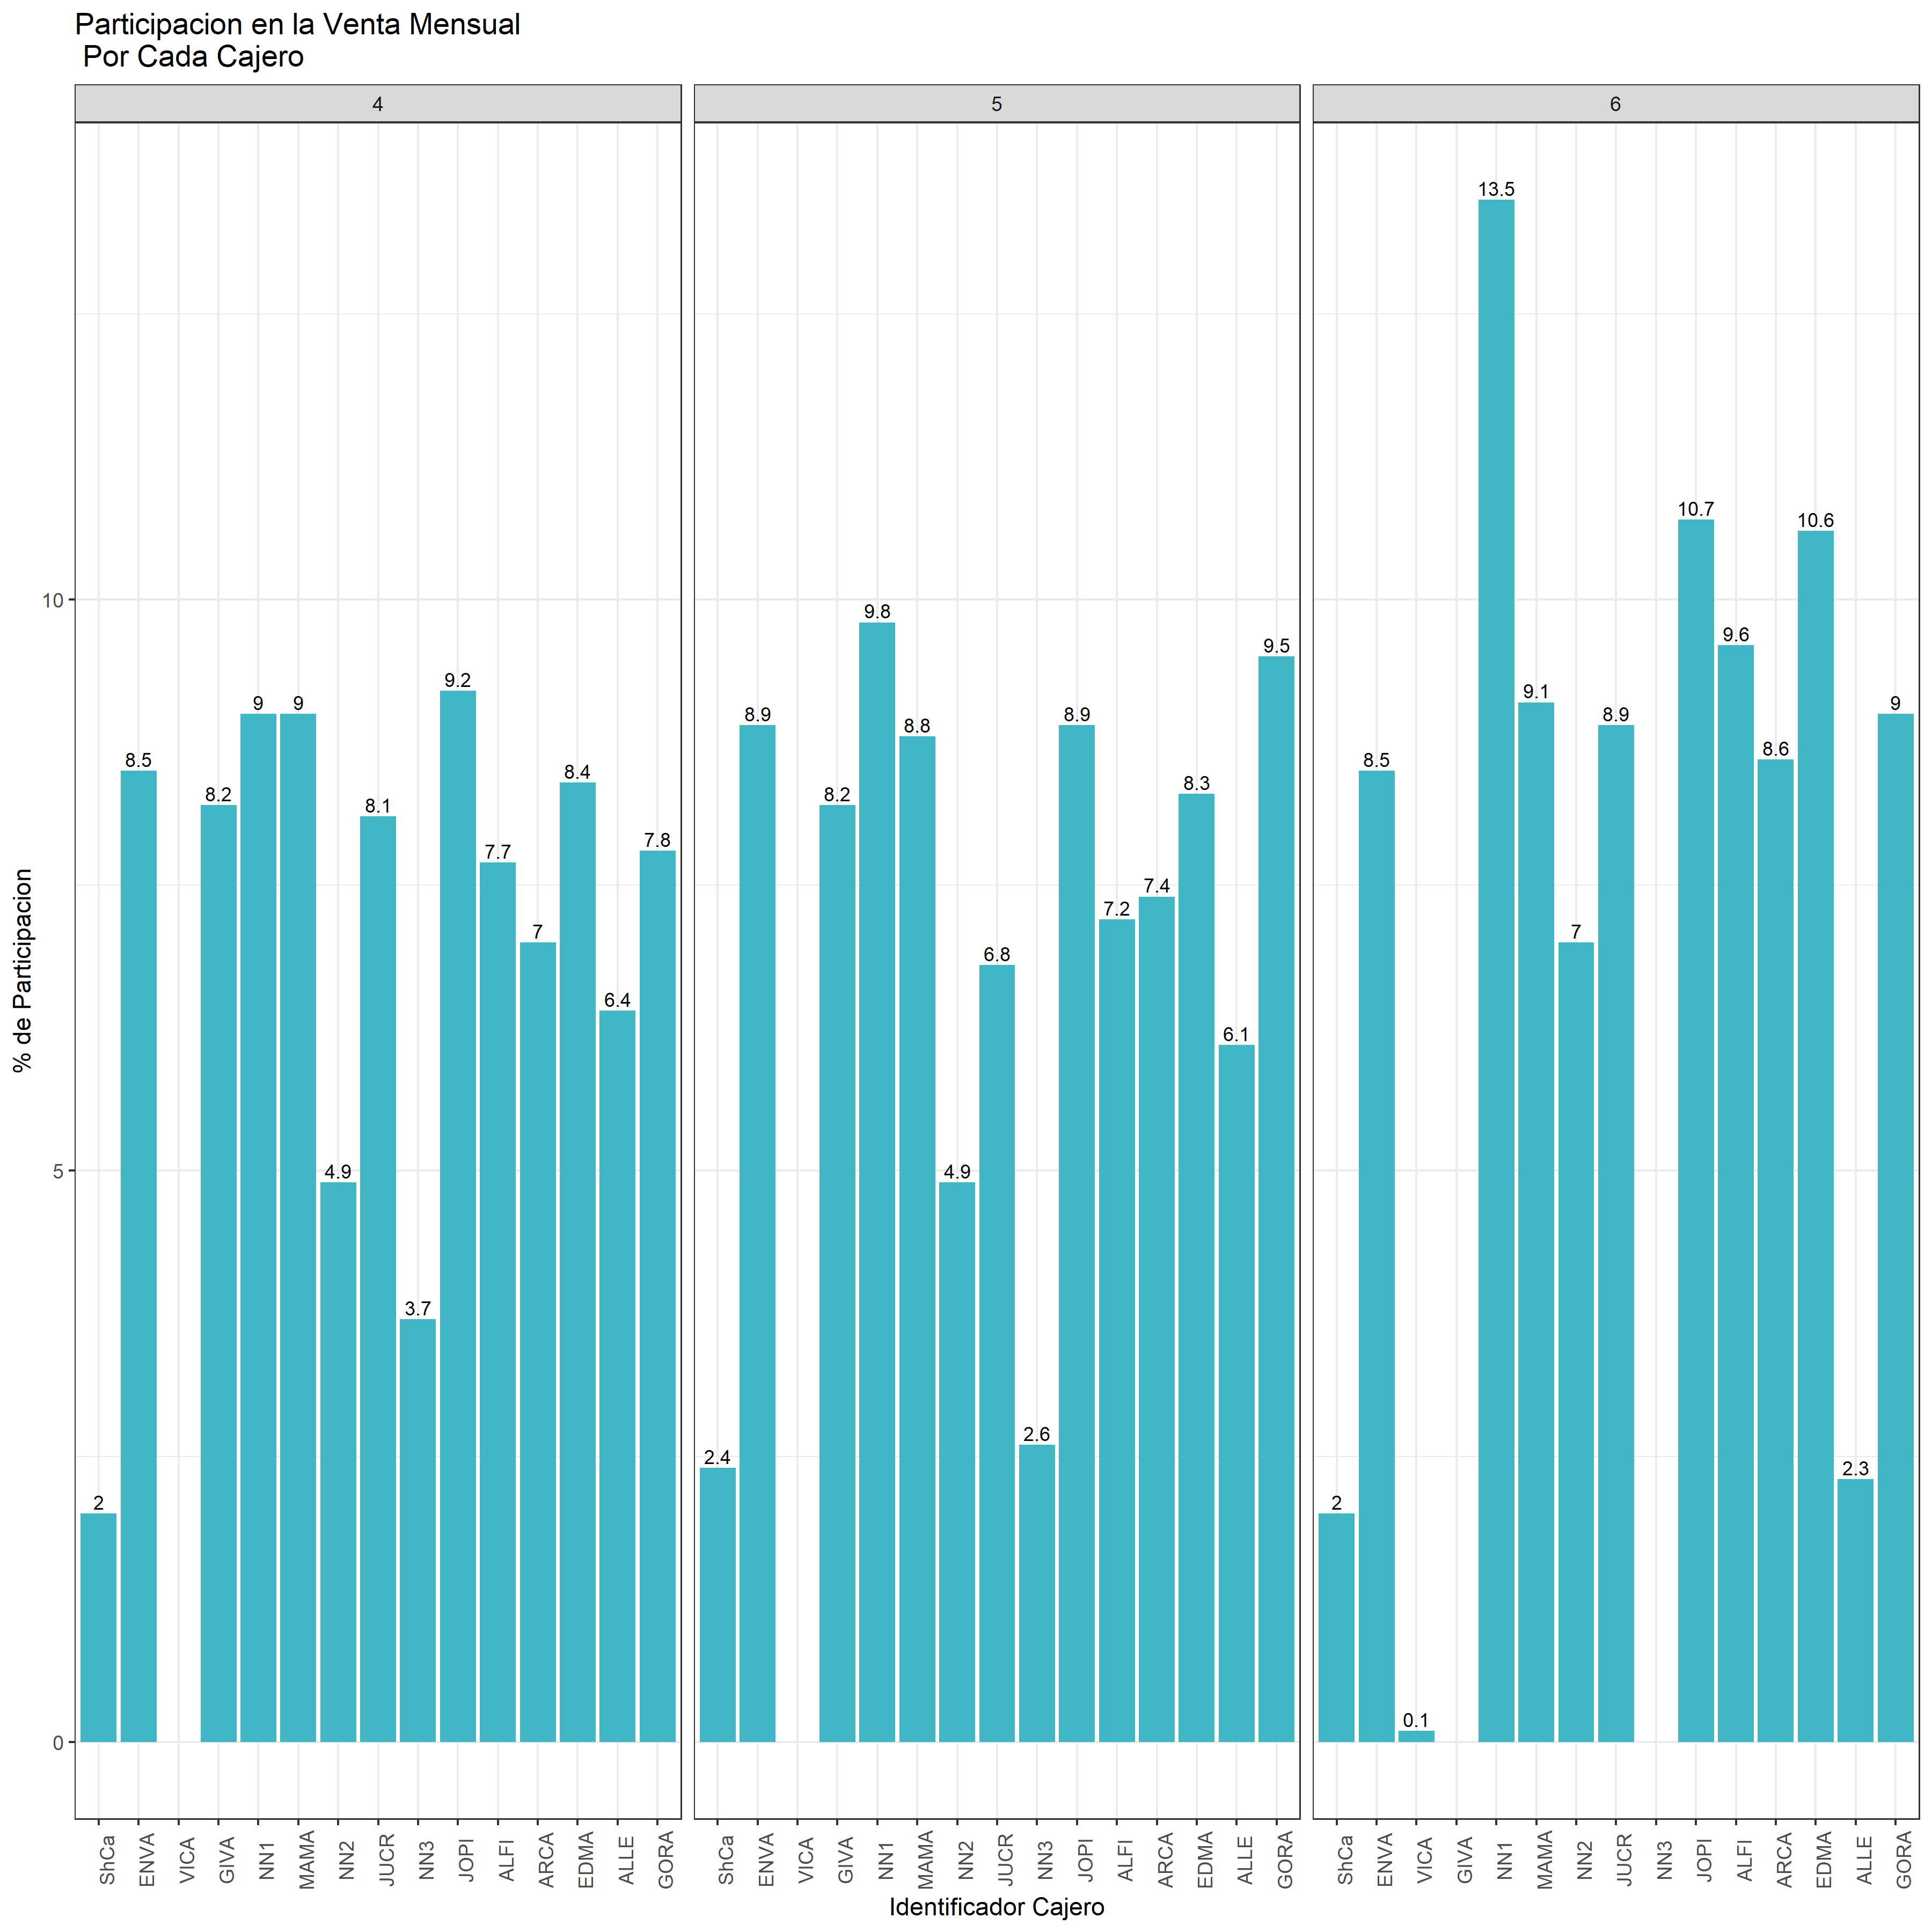 Participacion en la Venta Mensual
Por Cada Cajero
4
5
6
% de Participacion
10
5
0
2
8.5
8.2
9
9
4.9
8.1
3.7
9.2
7.7
7
8.4
6.4
7.8
2.4
8.9
8.2
9.8
8.8
4.9
6.8
2.6
8.9
7.2
7.4
8.3
6.1
9.5
2
8.5
0.1
13.5
9.1
7
8.9
10.7
9.6
8.6
10.6
2.3
9
ShCa
ENVA
VICA
GIVA
NN1
MAMA
NN2
JUCR
NN3
JOPI
ALFI
ARCA
EDMA
ALLE
GORA
ShCa
ENVA
VICA
GIVA
NN1
MAMA
NN2
JUCR
NN3
JOPI
ALFI
ARCA
EDMA
ALLE
GORA
ShCa
ENVA
VICA
GIVA
NN1
MAMA
NN2
JUCR
NN3
JOPI
ALFI
ARCA
EDMA
ALLE
GORA
Identificador Cajero